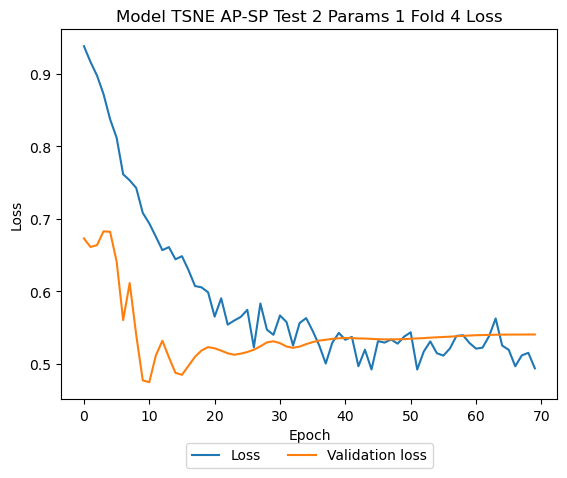 Model TSNE AP-SP Test 2 Params 1 Fold 4 Loss
0.9
0.8
0.7
0.6
0.5
Loss
0 10 20 30 40 50 60 70
Epoch
Loss Validation loss